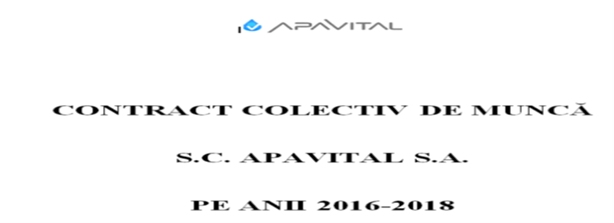 APAVITAL
CONTRACT COLECTIV DE MUNCĂ
S.C. APAVITAL S.A.
PE ANII 2016-2018